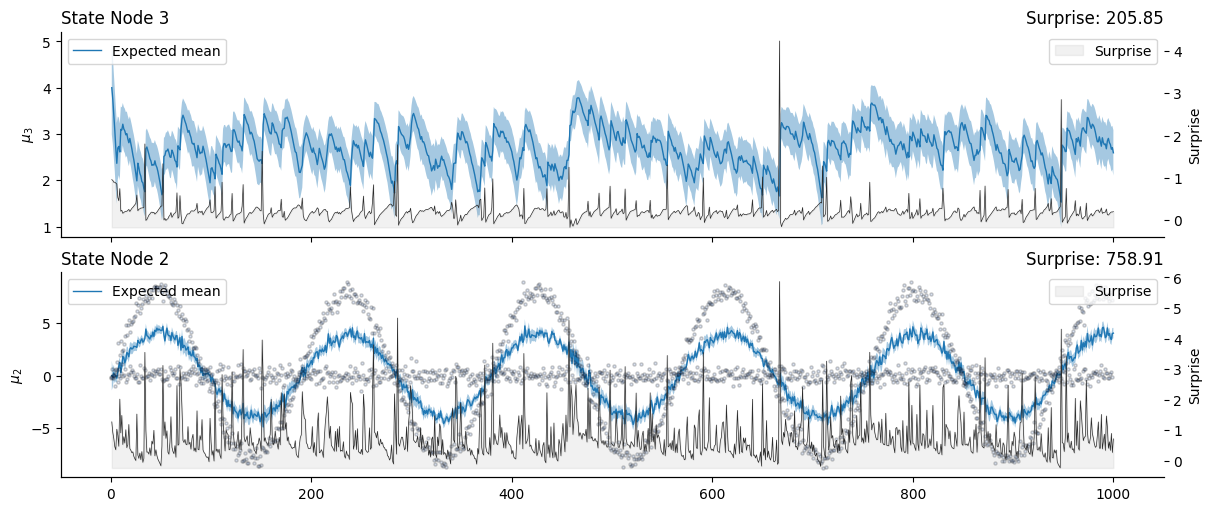 State Node 3
Surprise: 205.85
Expected mean
Surprise
5
4
3
2
1
μ3
4
3
2
1
0
Surprise
State Node 2
Surprise: 758.91
Expected mean
Surprise
5
0
−5
μ2
6
5
4
3
2
1
0
Surprise
0
200
400
600
800
1000